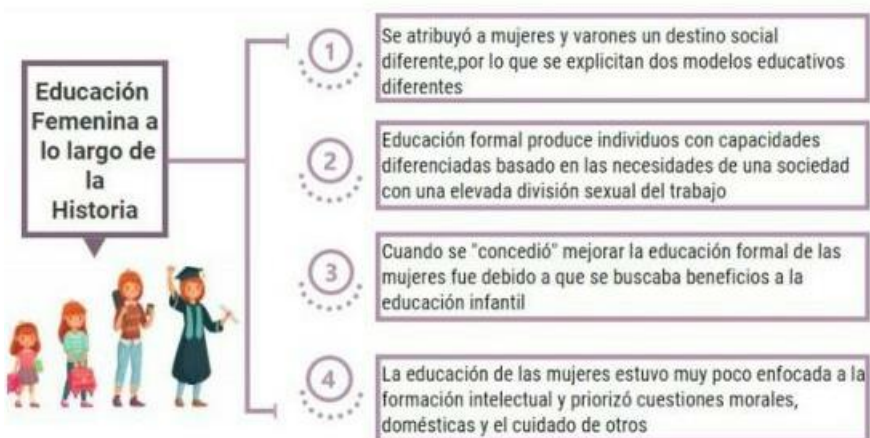 Educación
Femenina a
lo largo de
la
Historia
1
Se atribuyó a mujeres y varones un destino social
diferente,por lo que se explicitan dos modelos educativos
diferentes
2
Educación formal produce individuos con capacidades
diferenciadas basado en las necesidades de una sociedad
con una elevada división sexual del trabajo
3
Cuando se "concedió" mejorar la educación formal de las
mujeres fue debido a que se buscaba beneficios a la
educación infantil
4
La educación de las mujeres estuvo muy poco enfocada a la
formación intelectual y priorizó cuestiones morales,
domésticas y el cuidado de otros